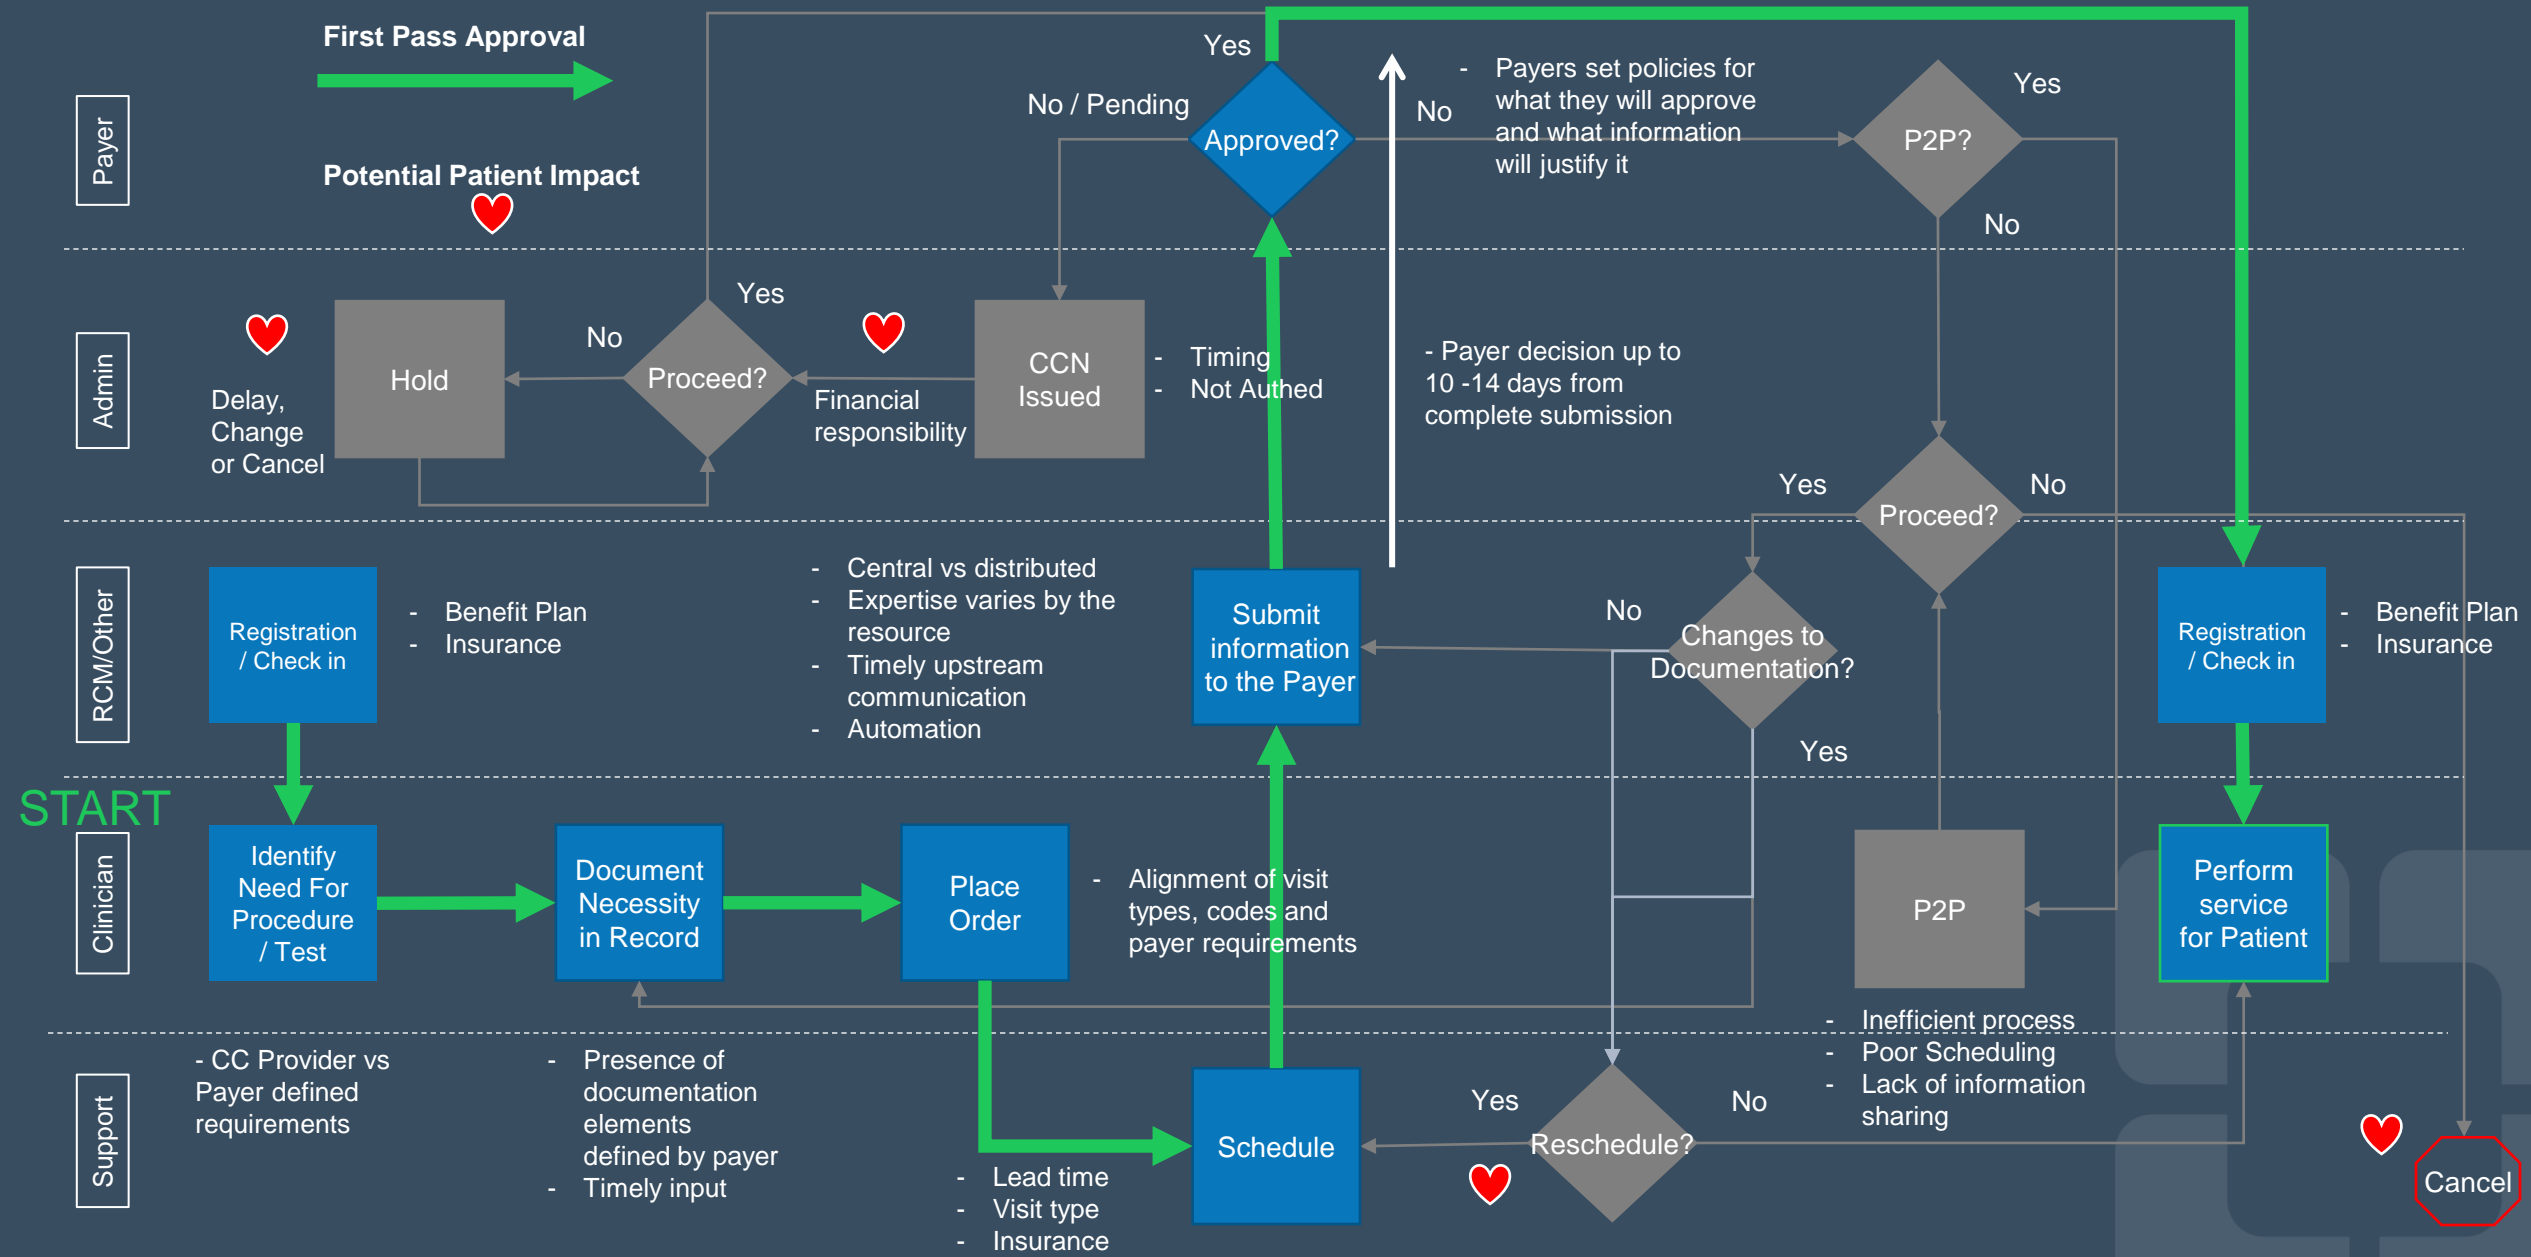 First Pass Approval
Potential Patient Impact
Payer
Yes
No / Pending
Approved?
No
- Payers set policies for
what they will approve
and what information
will justify it
P2P?
Yes
No
Admin
Delay,
Change
or Cancel
Hold
No
Yes
Proceed?
Financial
responsibility
CCN
Issued
- Timing
- Not Authed
- Payer decision up to
10 -14 days from
complete submission
Yes
Proceed?
No
RCM/Other
Registration
/ Check in
- Benefit Plan
- Insurance
- Central vs distributed
- Expertise varies by the
resource
- Timely upstream
communication
- Automation
Submit
information
to the Payer
No
Changes to
Documentation?
Yes
Registration
/ Check in
- Benefit Plan
- Insurance
START
Clinician
Identify
Need For
Procedure
/ Test
Document
Necessity
in Record
Place
Order
- Alignment of visit
types, codes and
payer requirements
P2P
Perform
service
for Patient
Support
- CC Provider vs
Payer defined
requirements
- Presence of
documentation
elements
defined by payer
- Timely input
- Lead time
- Visit type
- Insurance
Schedule
Yes
Reschedule?
No
- Inefficient process
- Poor Scheduling
- Lack of information
sharing
Cancel